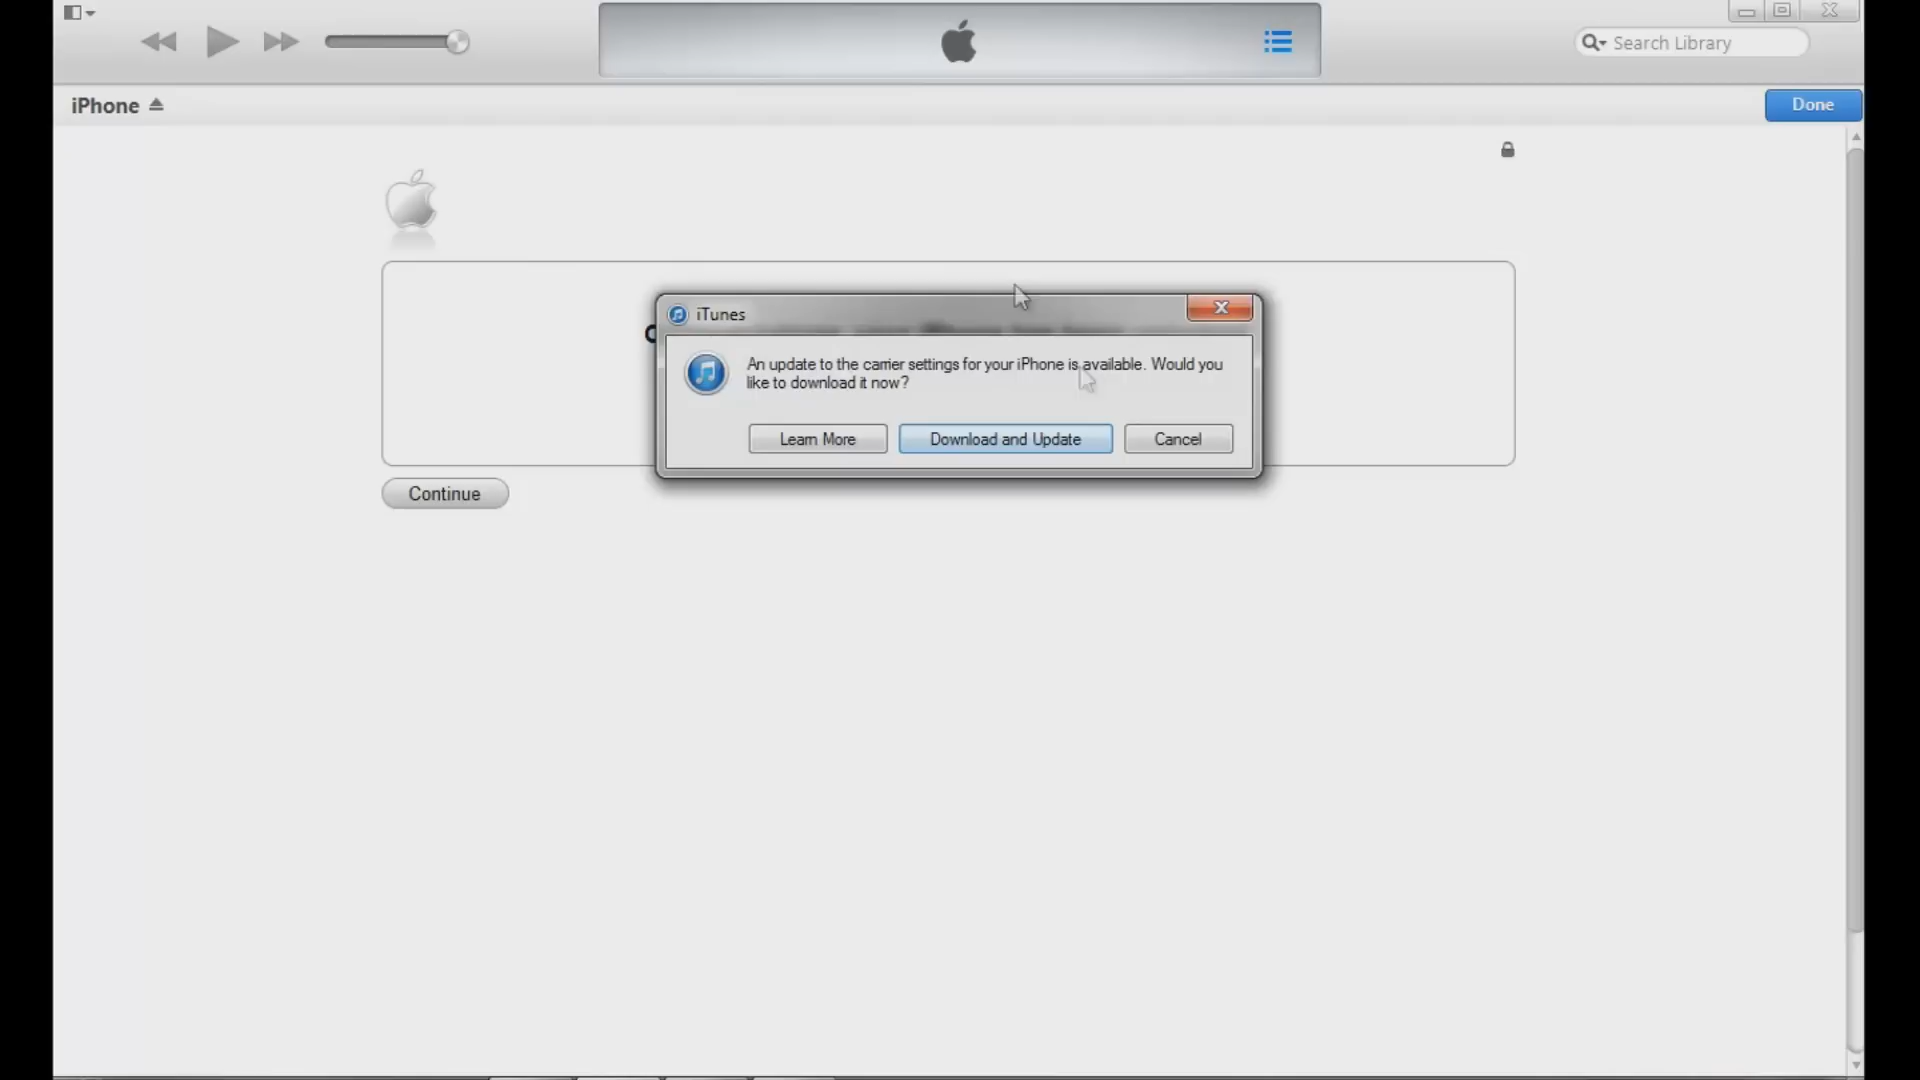 Search Library
iPhone
Done
iTunes
An update to the carrier settings for your iPhone is available. Would you
like to download it now?
Learn More
Download and Update
Cancel
Continue